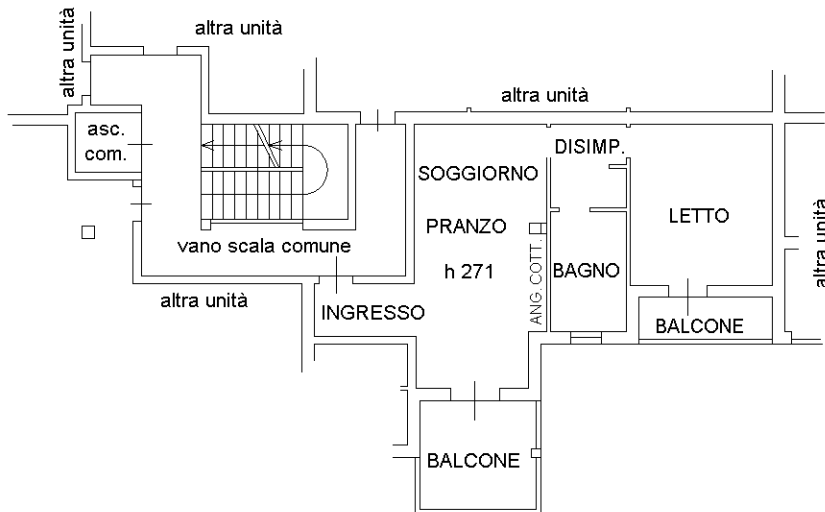 altra unità
altra unità
altra unità
asc.
com.
DISIMP.
SOGGIORNO
PRANZO
LETTO
vano scala comune
h 271
ANG. COTT.
BAGNO
altra unità
altra unità
INGRESSO
BALCONE
BALCONE